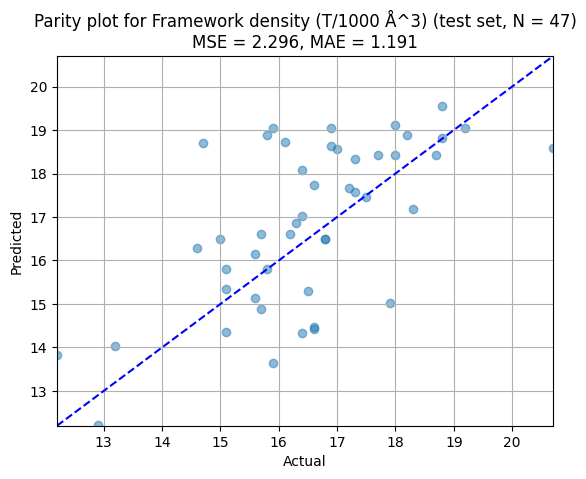 Parity plot for Framework density (T/1000 Å^3) (test set, N = 47)
MSE = 2.296, MAE = 1.191
Predicted
20
19
18
17
16
15
14
13
13 14 15 16 17 18 19 20
Actual